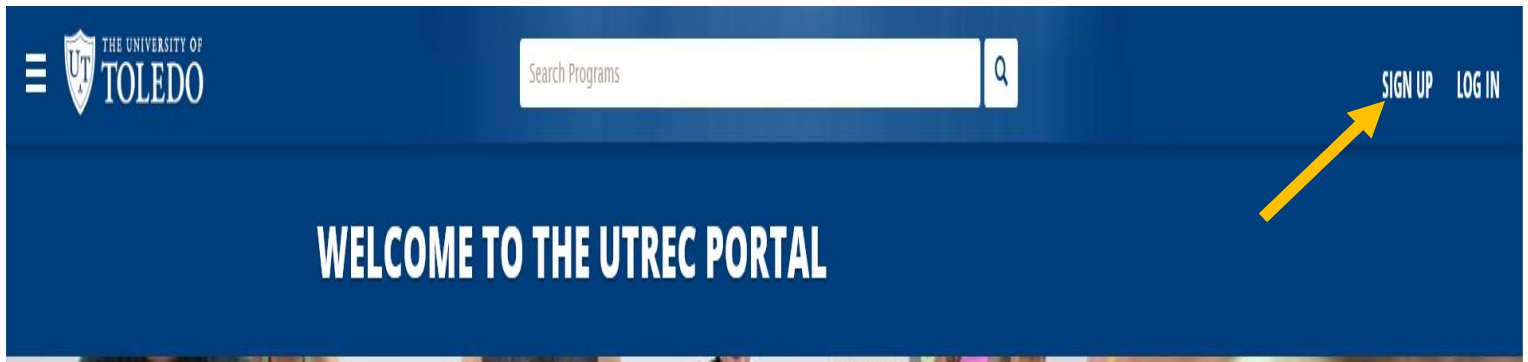 THE UNIVERSITY OF
TOLEDO
UT
Search Programs
SIGN UP LOG IN
WELCOME TO THE UTREC PORTAL